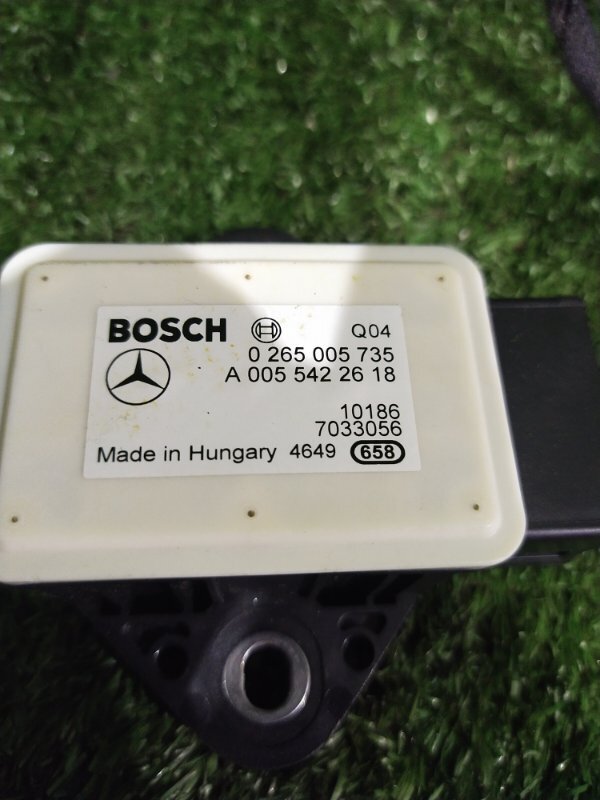 BOSCH Q04
0 265 005 735
A 005 542 26 18
10186
7033056
Made in Hungary 4649 658